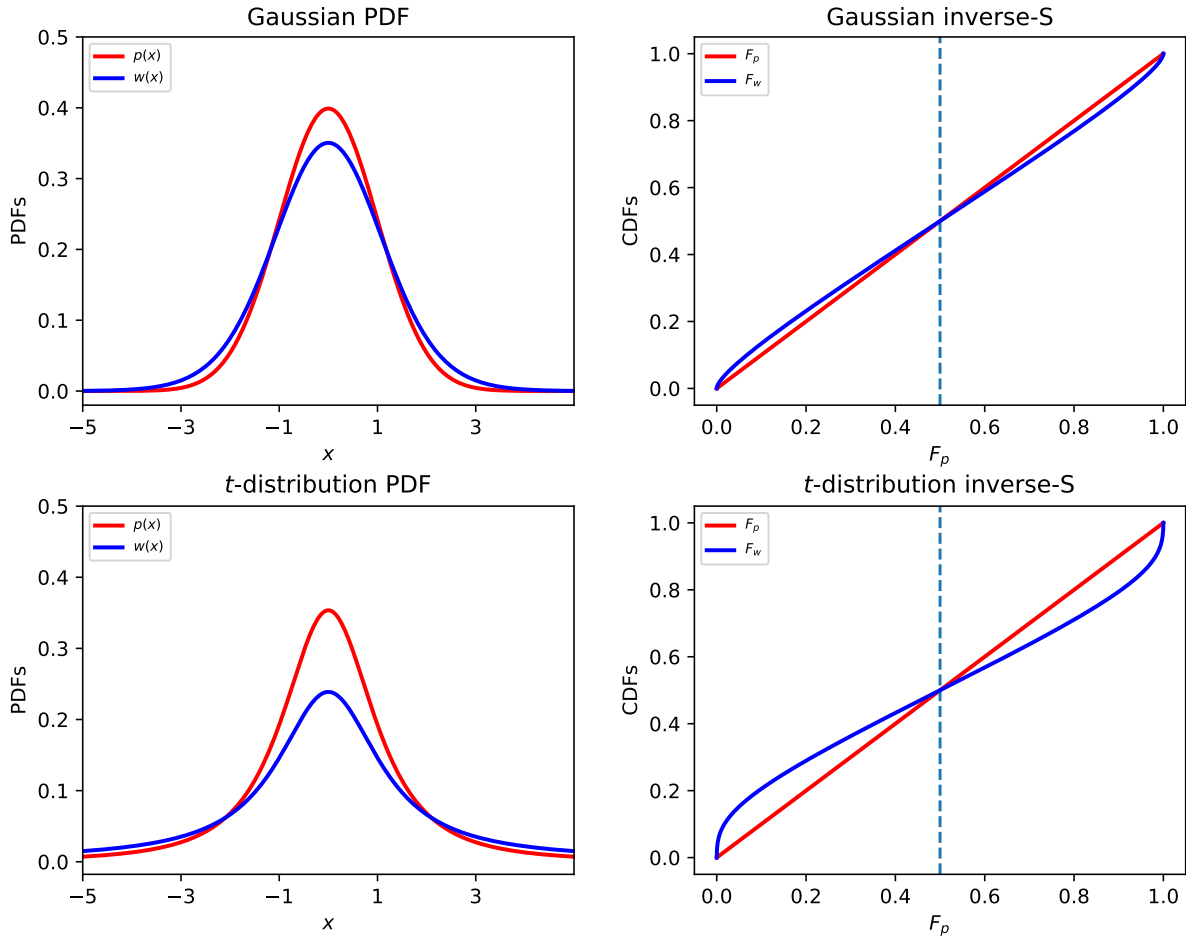 Gaussian PDF
0.5
0.4
0.3
0.2
0.1
0.0
PDFs
p(x)
w(x)
−5
−3
−1
1
3
x
Gaussian inverse-S
1.0
0.8
0.6
0.4
0.2
0.0
CDFs
F_p
F_w
0.0
0.2
0.4
0.6
0.8
1.0
F_p
t-distribution PDF
0.5
0.4
0.3
0.2
0.1
0.0
PDFs
p(x)
w(x)
−5
−3
−1
1
3
x
t-distribution inverse-S
1.0
0.8
0.6
0.4
0.2
0.0
CDFs
F_p
F_w
0.0
0.2
0.4
0.6
0.8
1.0
F_p